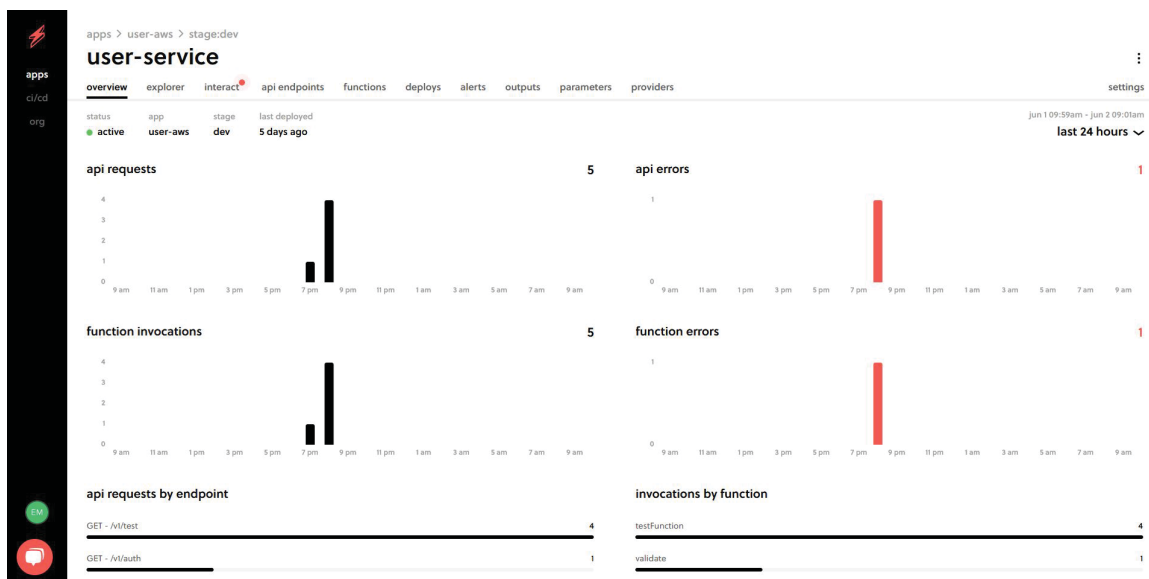 apps > user-aws > stage:dev
user-service
apps
ci/cd
org
overview explorer interact api endpoints functions deploys alerts outputs parameters providers settings
status app stage last deployed jun 1 09:59am - jun 2 09:01am
active user-aws dev 5 days ago last 24 hours
api requests 5
4
3
2
1
0
9 am 11 am 1 pm 3 pm 5 pm 7 pm 9 pm 11 pm 1 am 3 am 5 am 7 am 9 am
api errors 1
1
0
9 am 11 am 1 pm 3 pm 5 pm 7 pm 9 pm 11 pm 1 am 3 am 5 am 7 am 9 am
function invocations 5
4
3
2
1
0
9 am 11 am 1 pm 3 pm 5 pm 7 pm 9 pm 11 pm 1 am 3 am 5 am 7 am 9 am
function errors 1
1
0
9 am 11 am 1 pm 3 pm 5 pm 7 pm 9 pm 11 pm 1 am 3 am 5 am 7 am 9 am
api requests by endpoint
GET - /v1/test 4
GET - /v1/auth 1
invocations by function
testFunction 4
validate 1
EM